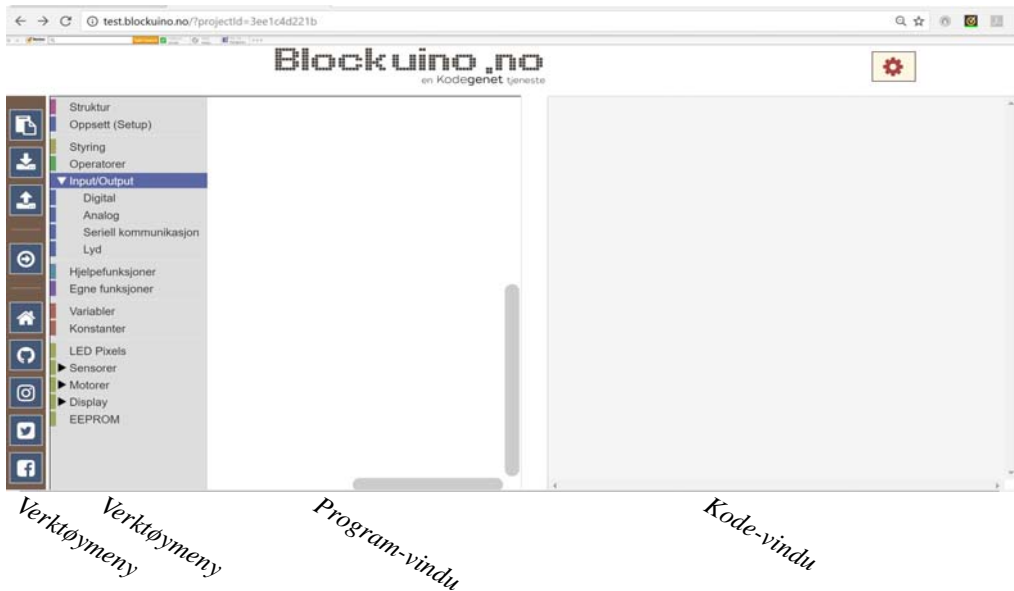 test.blockuino.no/?projectId=3ee1c4d221b
Blockuino.no
en Kodegenet tjeneste
Struktur
Oppsett (Setup)
Styring
Operatorer
Input/Output
Digital
Analog
Seriell kommunikasjon
Lyd
Hjelpefunksjoner
Egne funksjoner
Variabler
Konstanter
LED Pixels
Sensorer
Motorer
Display
EEPROM
Verktøymeny
Verktøymeny
Program-vindu
Kode-vindu